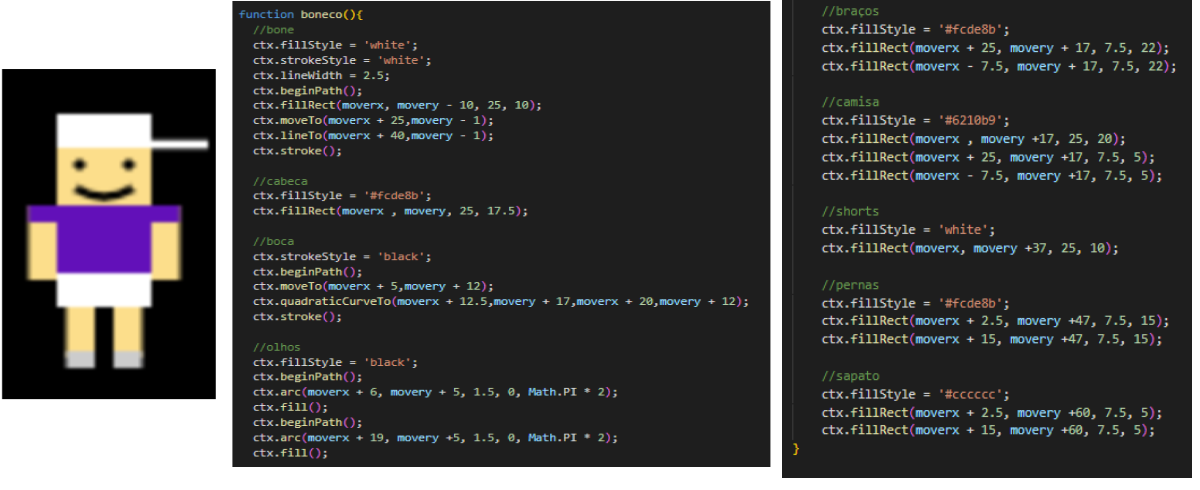 function boneco(){
//bone
ctx.fillStyle = 'white';
ctx.strokeStyle = 'white';
ctx.lineWidth = 2.5;
ctx.beginPath();
ctx.fillRect(moverx, movery - 10, 25, 10);
ctx.moveTo(moverx + 25,movery - 1);
ctx.lineTo(moverx + 40,movery - 1);
ctx.stroke();
//cabeca
ctx.fillStyle = '#fcde8b';
ctx.fillRect(moverx , movery, 25, 17.5);
//boca
ctx.strokeStyle = 'black';
ctx.beginPath();
ctx.moveTo(moverx + 5,movery + 12);
ctx.quadraticCurveTo(moverx + 12.5,movery + 17,moverx + 20,movery + 12);
ctx.stroke();
//olhos
ctx.fillStyle = 'black';
ctx.beginPath();
ctx.arc(moverx + 6, movery + 5, 1.5, 0, Math.PI * 2);
ctx.fill();
ctx.beginPath();
ctx.arc(moverx + 19, movery +5, 1.5, 0, Math.PI * 2);
ctx.fill();
//braços
ctx.fillStyle = '#fcde8b';
ctx.fillRect(moverx + 25, movery + 17, 7.5, 22);
ctx.fillRect(moverx - 7.5, movery + 17, 7.5, 22);
//camisa
ctx.fillStyle = '#6210b9';
ctx.fillRect(moverx , movery +17, 25, 20);
ctx.fillRect(moverx + 25, movery +17, 7.5, 5);
ctx.fillRect(moverx - 7.5, movery +17, 7.5, 5);
//shorts
ctx.fillStyle = 'white';
ctx.fillRect(moverx, movery +37, 25, 10);
//pernas
ctx.fillStyle = '#fcde8b';
ctx.fillRect(moverx + 2.5, movery +47, 7.5, 15);
ctx.fillRect(moverx + 15, movery +47, 7.5, 15);
//sapato
ctx.fillStyle = '#cccccc';
ctx.fillRect(moverx + 2.5, movery +60, 7.5, 5);
ctx.fillRect(moverx + 15, movery +60, 7.5, 5);
}